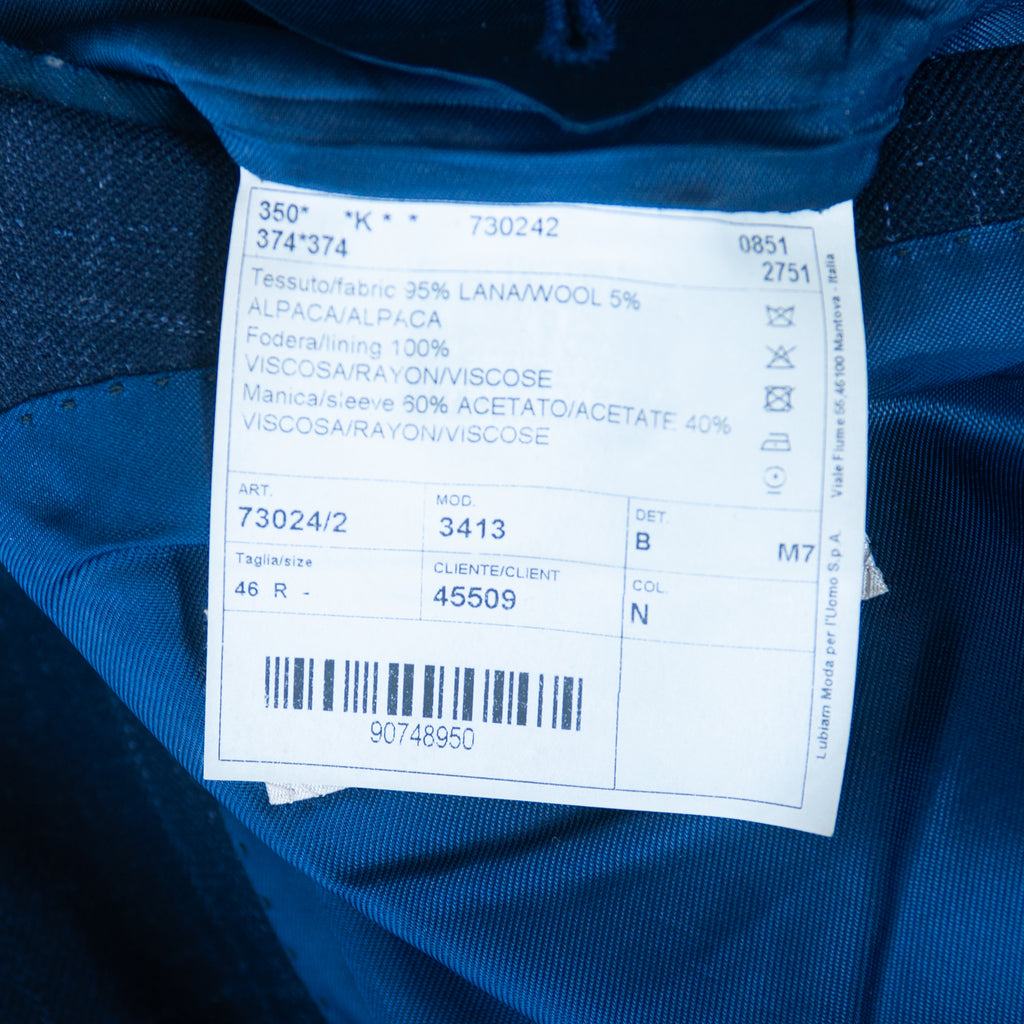 350* *K * * 730242 0851
374*374 2751
Tessuto/fabric 95% LANA/WOOL 5%
ALPACA/ALPACA
Fodera/lining 100%
VISCOSA/RAYON/VISCOSE
Manica/sleeve 60% ACETATO/ACETATE 40%
VISCOSA/RAYON/VISCOSE
ART. MOD. DET.
73024/2 3413 B M7
Taglia/size CLIENTE/CLIENT COL.
46 R - 45509 N
90748950
Lubiam Moda per l'Uomo S.p.A. Viale Fiume 55,46100 Mantova - Italia